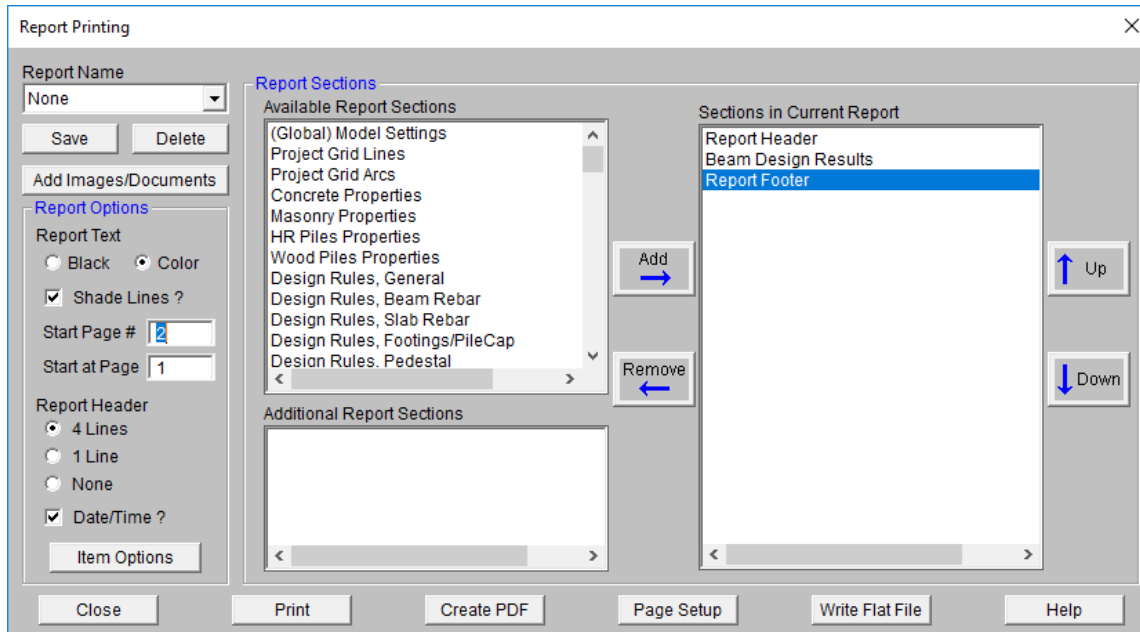 Report Printing
Report Name
None
Save
Delete
Add Images/Documents
Report Options
Report Text
Black
Color
Shade Lines ?
Start Page #
2
Start at Page
1
Report Header
4 Lines
1 Line
None
Date/Time ?
Item Options
Report Sections
Available Report Sections
(Global) Model Settings
Project Grid Lines
Project Grid Arcs
Concrete Properties
Masonry Properties
HR Piles Properties
Wood Piles Properties
Design Rules, General
Design Rules, Beam Rebar
Design Rules, Slab Rebar
Design Rules, Footings/PileCap
Design Rules, Pedestal
Additional Report Sections
Add
Remove
Sections in Current Report
Report Header
Beam Design Results
Report Footer
Up
Down
Close
Print
Create PDF
Page Setup
Write Flat File
Help